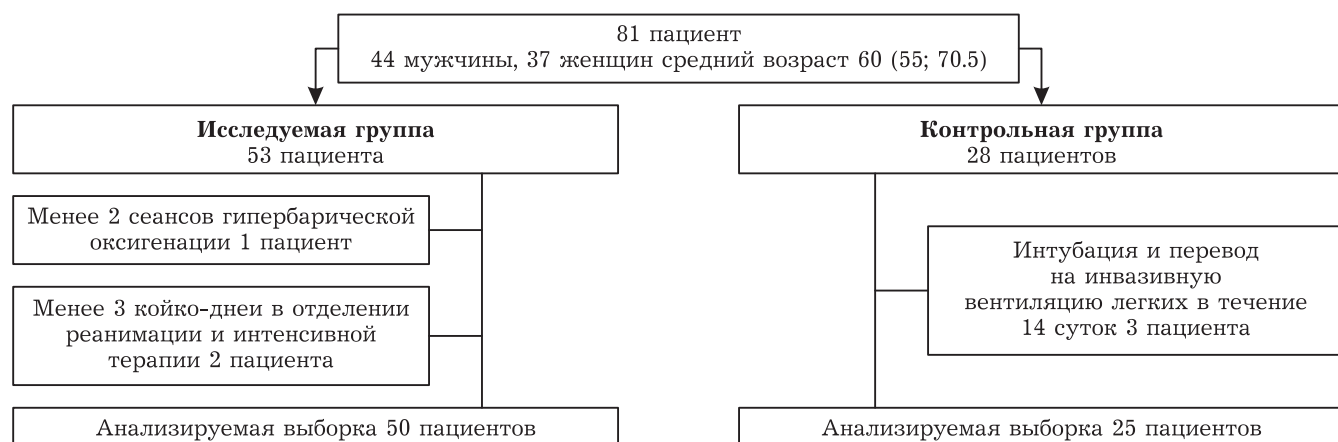 81 пациент
44 мужчины, 37 женщин средний возраст 60 (55; 70.5)
Исследуемая группа
53 пациента
Контрольная группа
28 пациентов
Менее 2 сеансов гипербарической
оксигенации 1 пациент
Менее 3 койко-дней в отделении
реанимации и интенсивной
терапии 2 пациента
Интубация и перевод
на инвазивную
вентиляцию легких в течение
14 суток 3 пациента
Анализируемая выборка 50 пациентов
Анализируемая выборка 25 пациентов